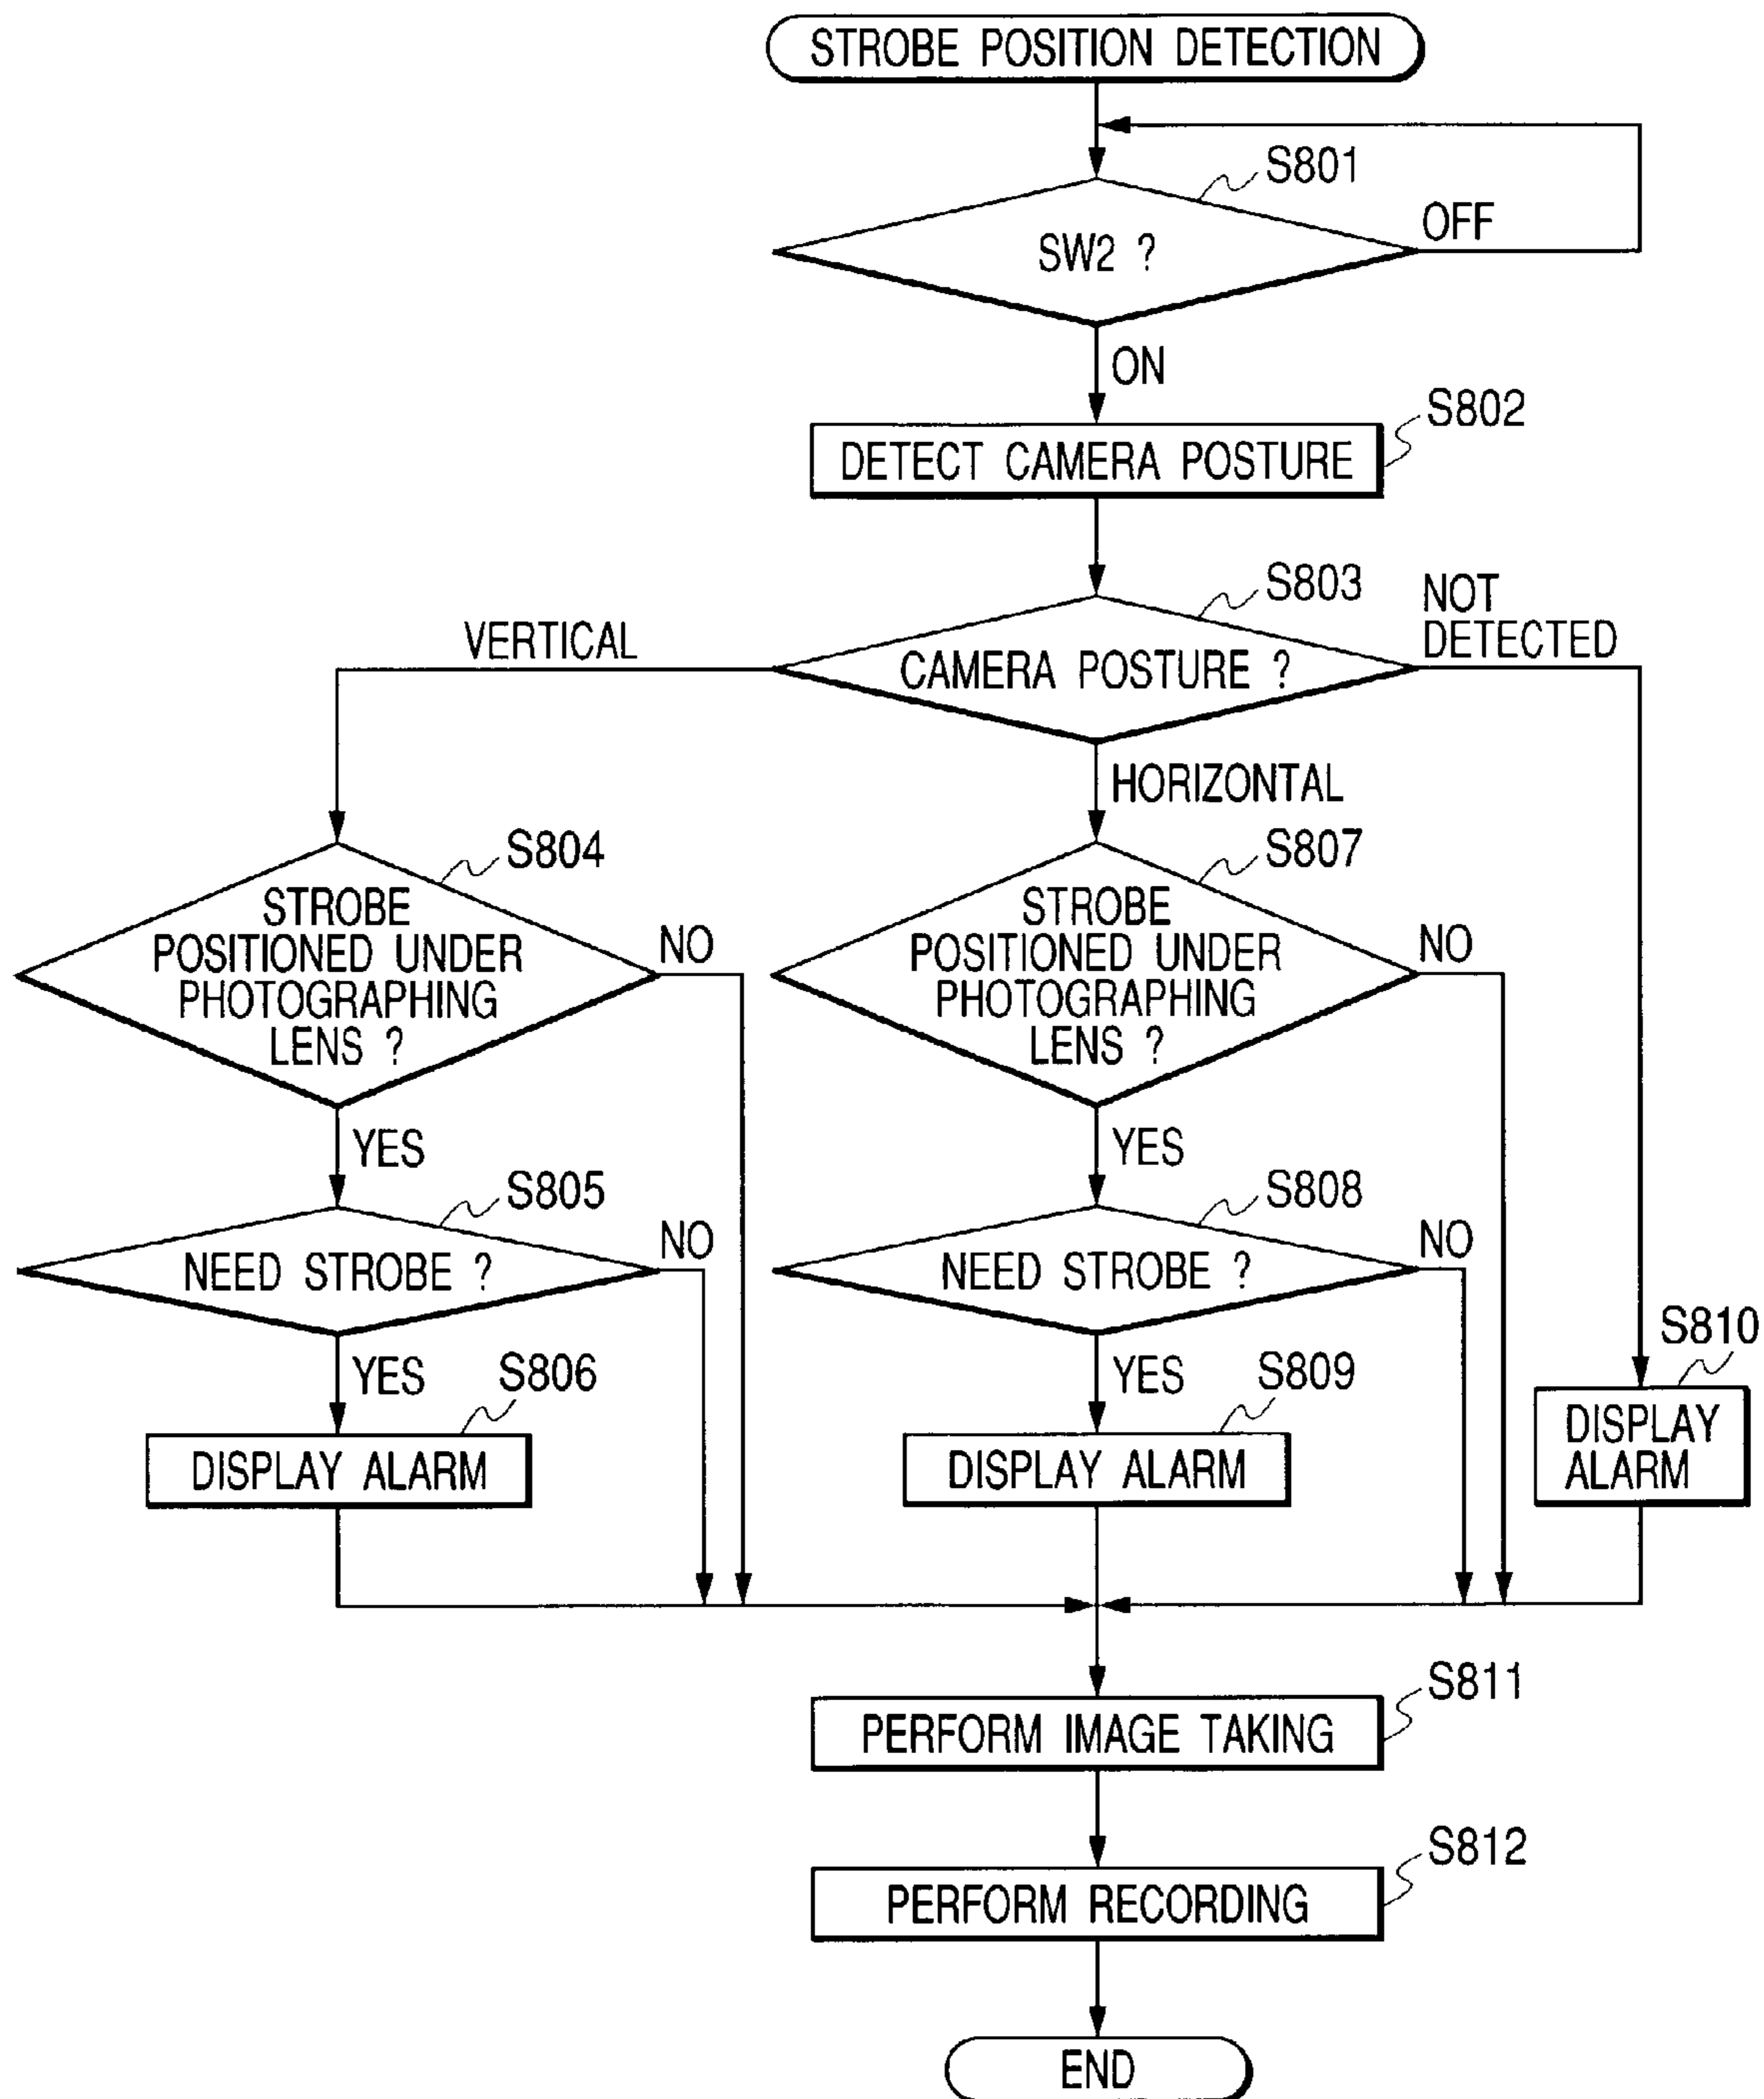 STROBE POSITION DETECTION
S801
SW2 ?
OFF
ON
S802
DETECT CAMERA POSTURE
S803
NOT
DETECTED
VERTICAL
CAMERA POSTURE ?
HORIZONTAL
S804
STROBE
POSITIONED UNDER
PHOTOGRAPHING
LENS ?
NO
S807
STROBE
POSITIONED UNDER
PHOTOGRAPHING
LENS ?
NO
YES
YES
S805
NEED STROBE ?
NO
S808
NEED STROBE ?
NO
S810
YES
S806
YES
S809
DISPLAY ALARM
DISPLAY ALARM
DISPLAY
ALARM
S811
PERFORM IMAGE TAKING
S812
PERFORM RECORDING
END